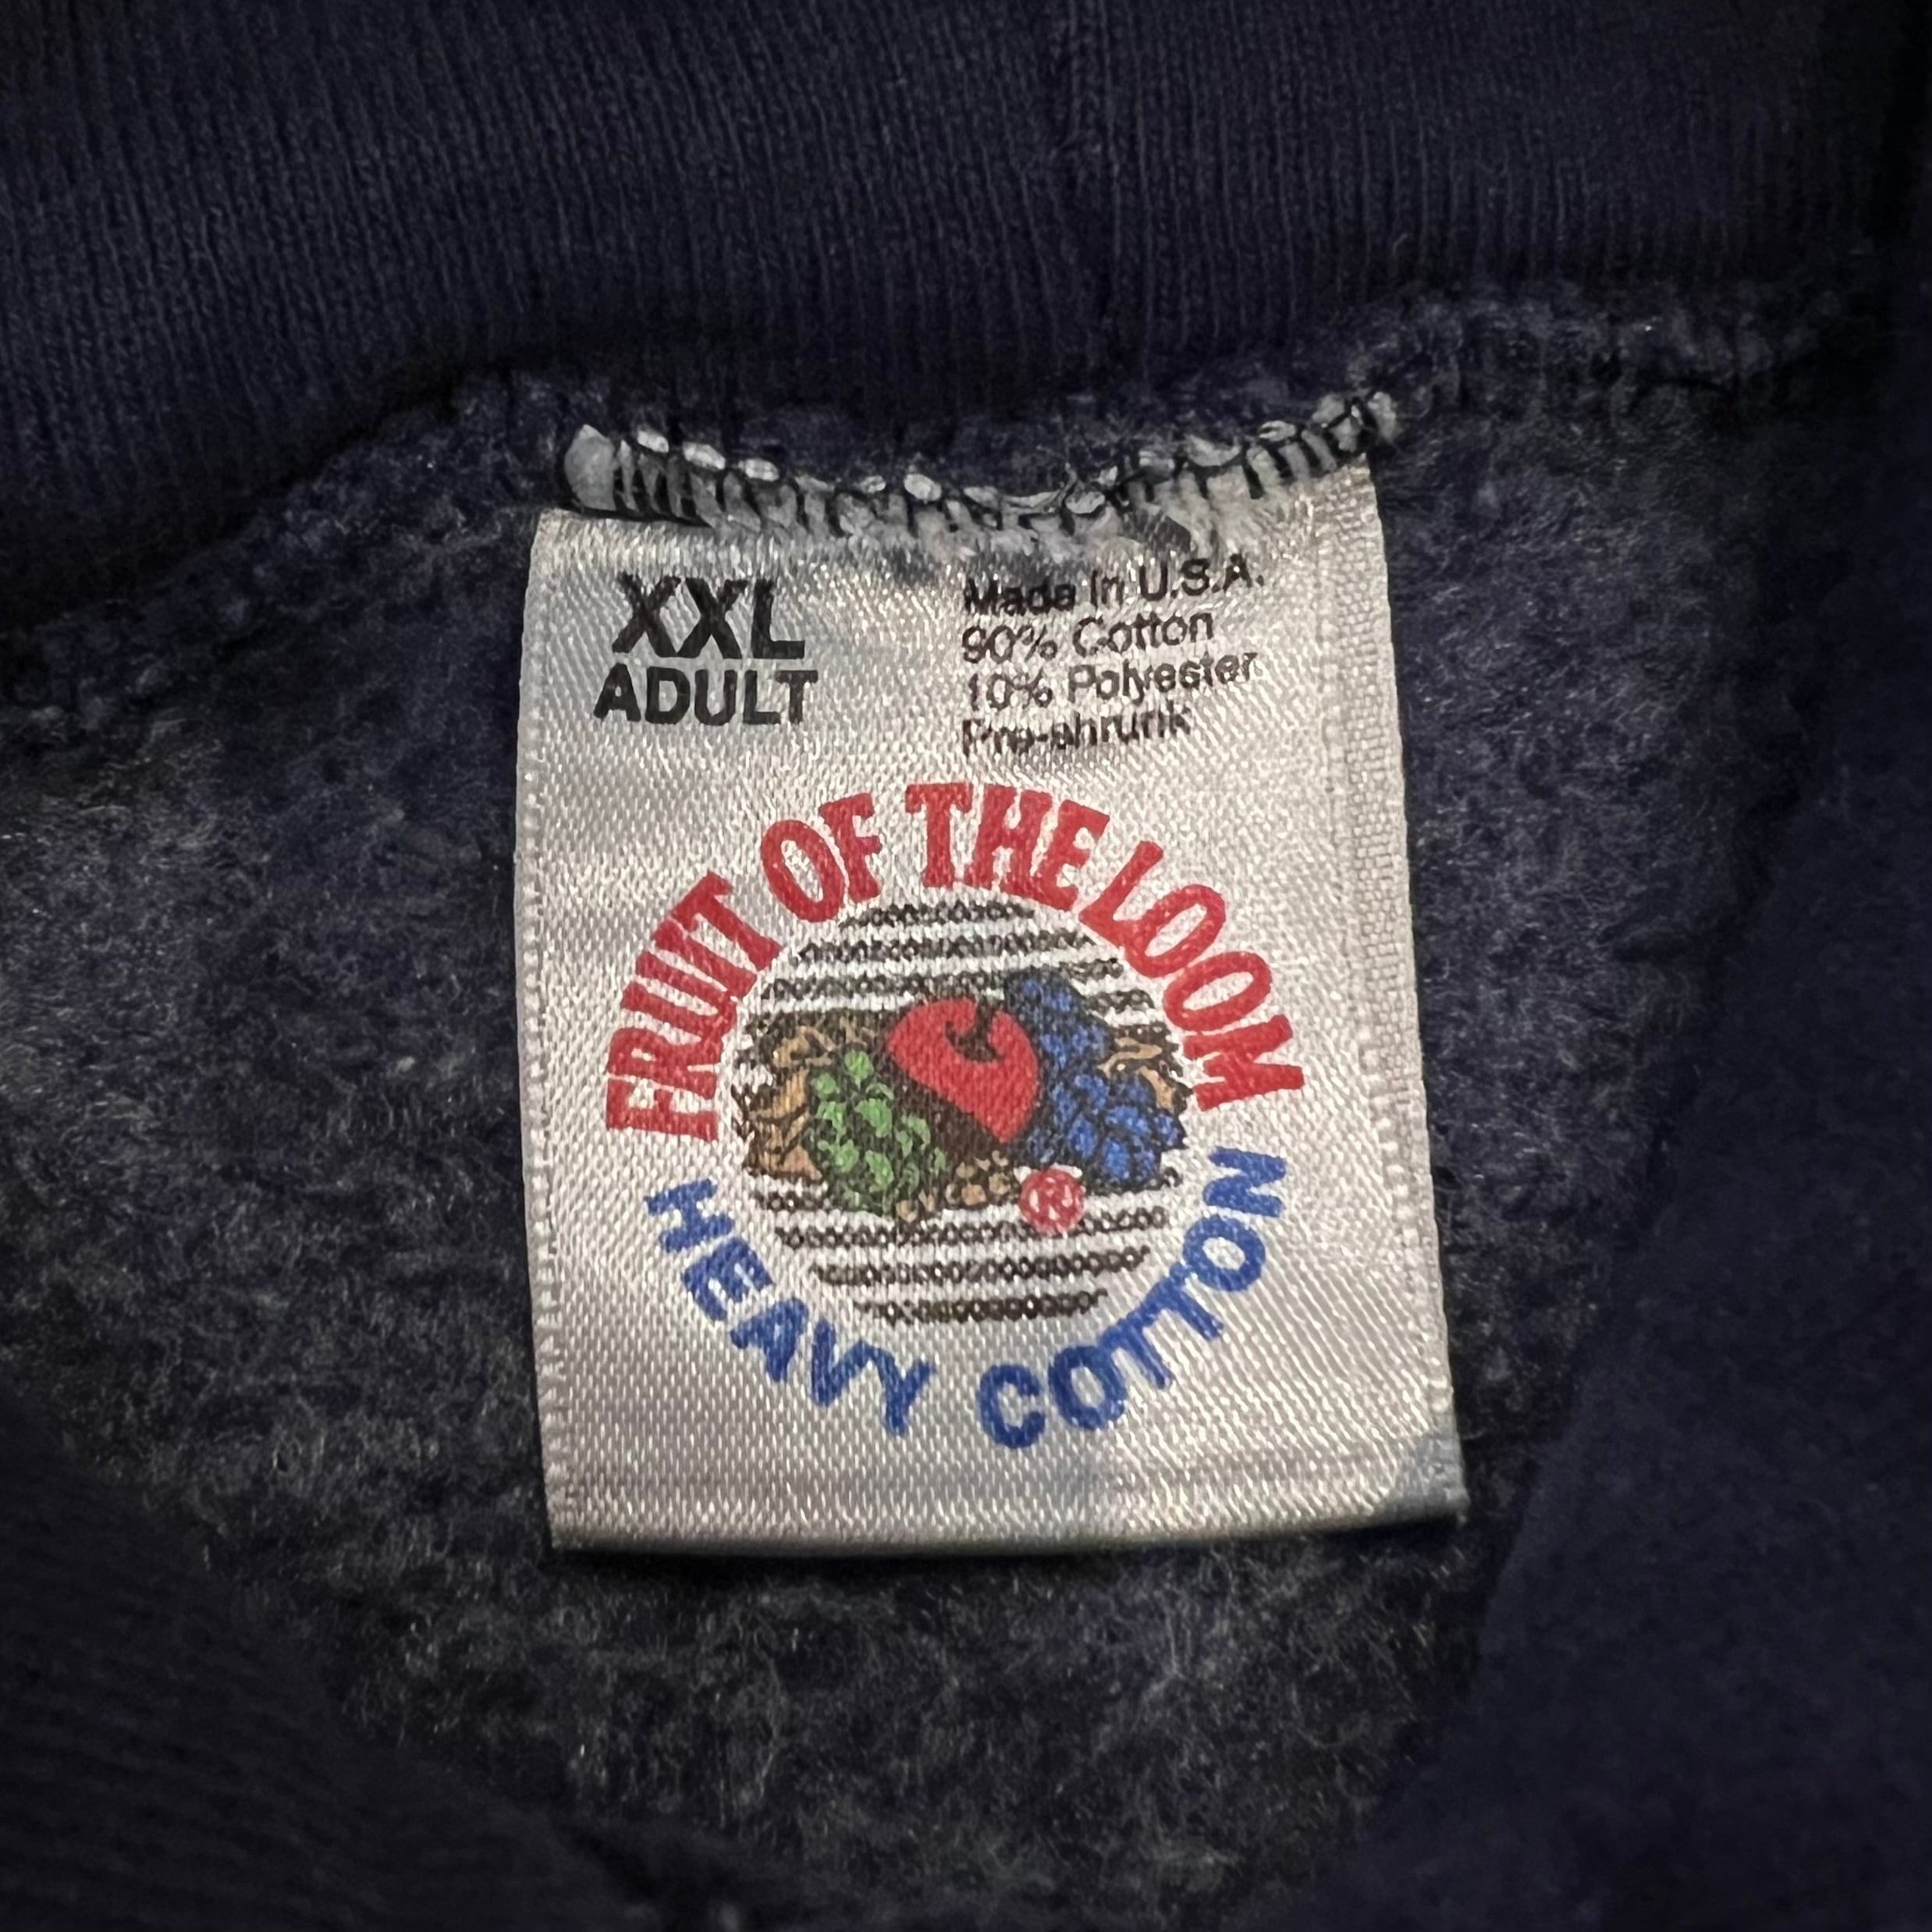 XXL
ADULT
Made in U.S.A.
90% Cotton
10% Polyester
Pre-shrunk
FRUIT OF THE LOOM
®
HEAVY COTTON